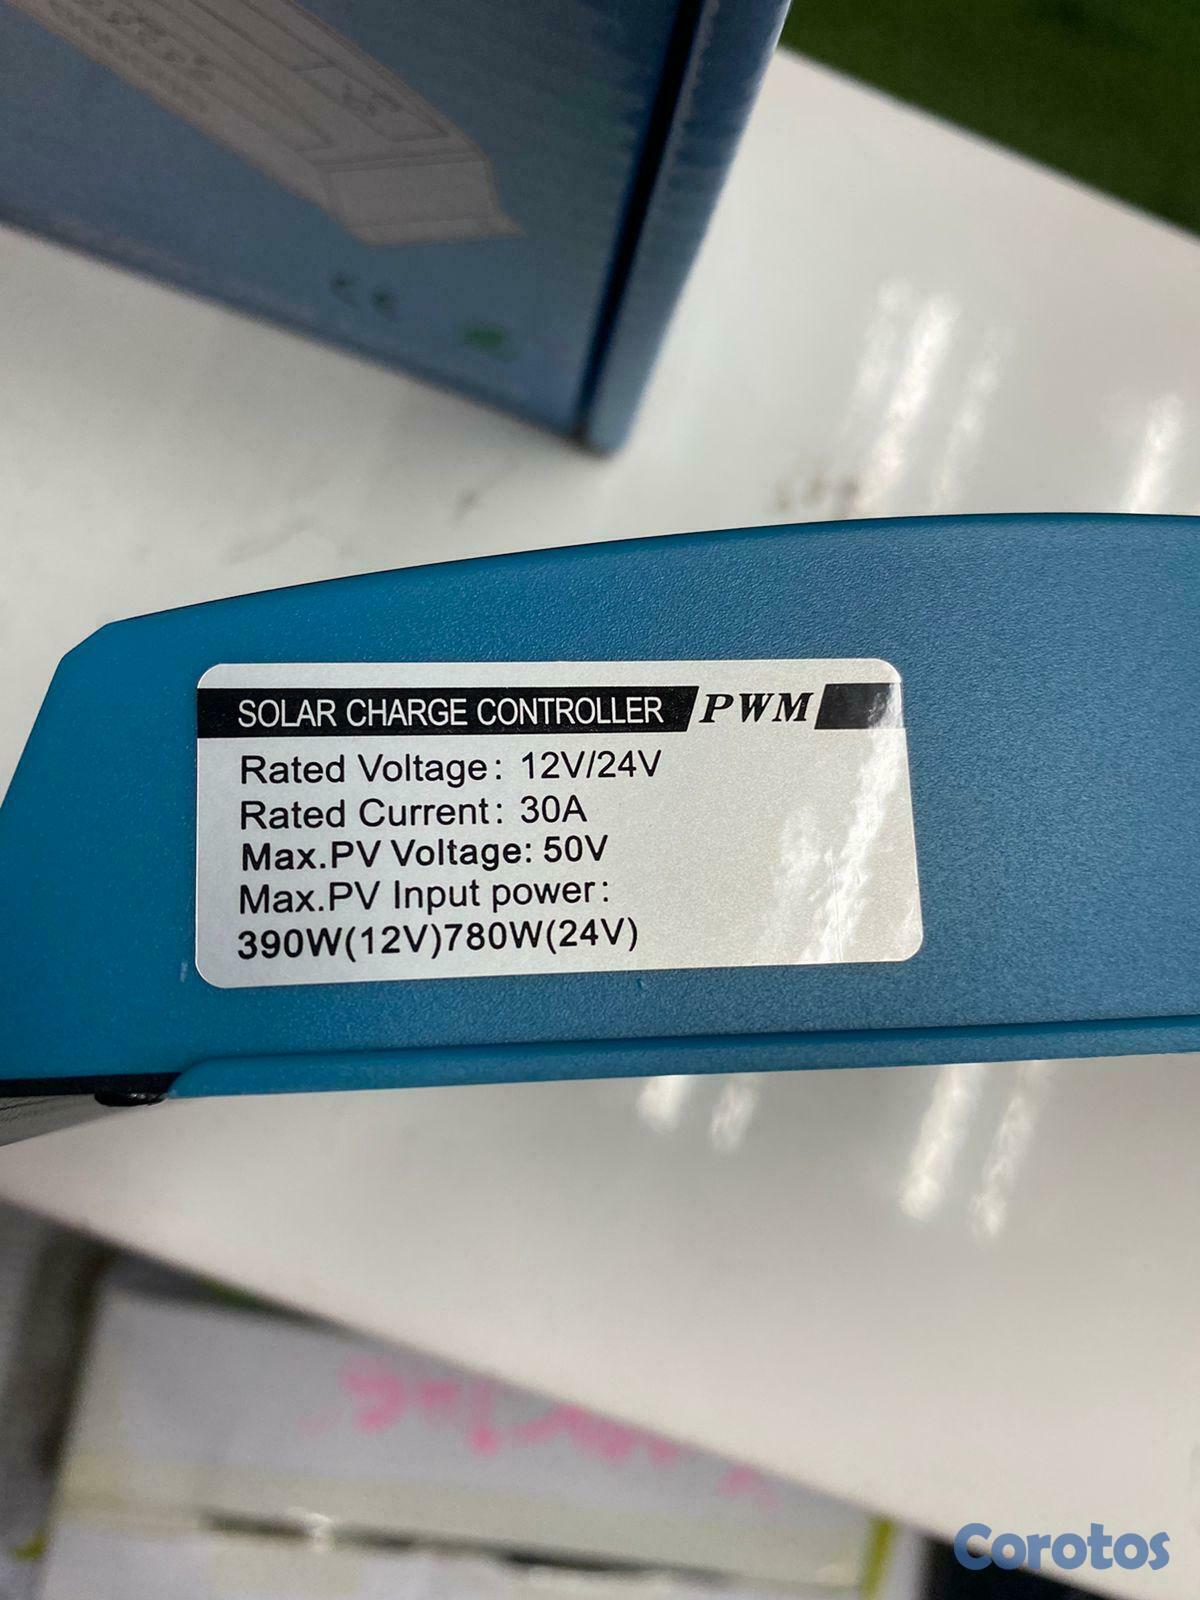 CE
SOLAR CHARGE CONTROLLER PWM
Rated Voltage: 12V/24V
Rated Current: 30A
Max.PV Voltage: 50V
Max.PV Input power:
390W(12V)780W(24V)
Corotos